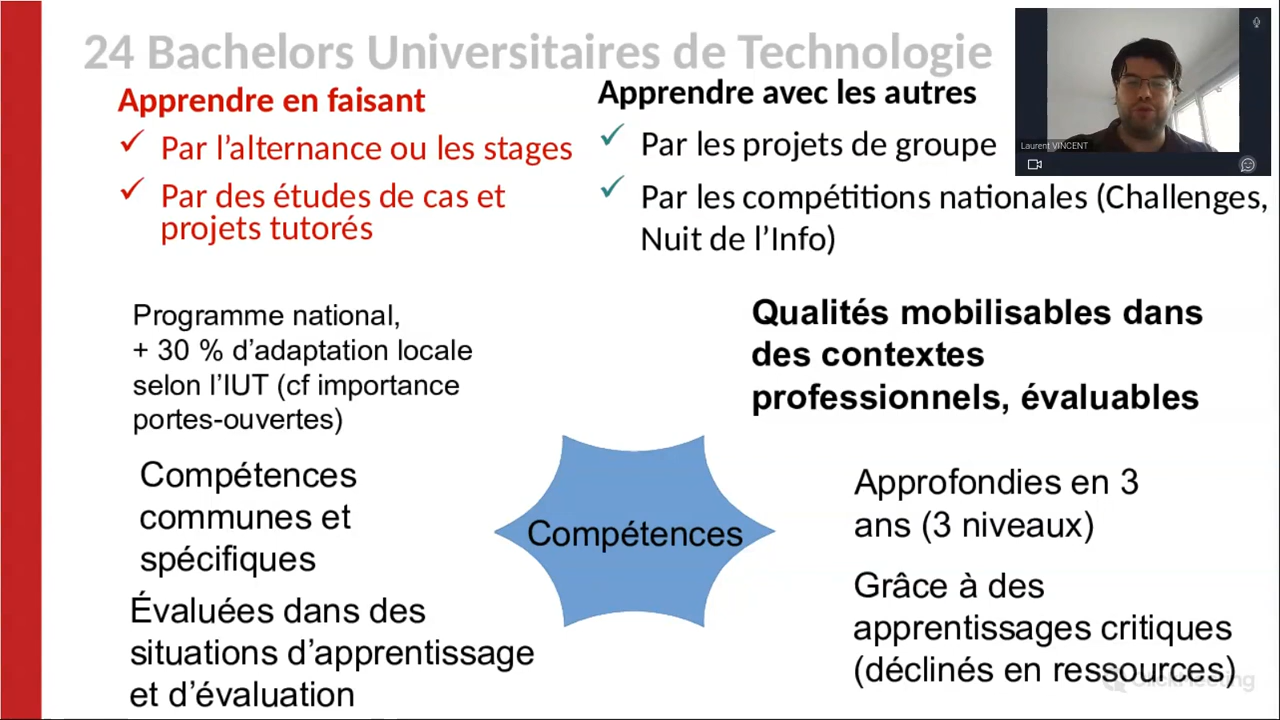 24 Bachelors Universitaires de Technologie
Apprendre en faisant
Par l’alternance ou les stages
Par des études de cas et
projets tutorés
Apprendre avec les autres
Par les projets de groupe
Par les compétitions nationales (Challenges,
Nuit de l’Info)
Laurent VINCENT
Programme national,
+ 30 % d’adaptation locale
selon l’IUT (cf importance
portes-ouvertes)
Qualités mobilisables dans
des contextes
professionnels, évaluables
Compétences
communes et
spécifiques
Compétences
Approfondies en 3
ans (3 niveaux)
Évaluées dans des
situations d’apprentissage
et d’évaluation
Grâce à des
apprentissages critiques
(déclinés en ressources)
ClickMeeting